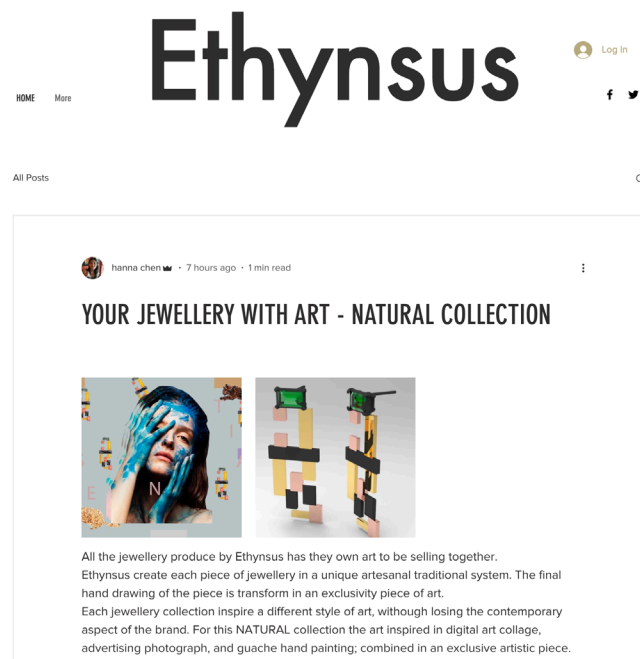 Ethynsus
Log In
HOME More
All Posts
hanna chen · 7 hours ago · 1 min read
YOUR JEWELLERY WITH ART - NATURAL COLLECTION
E N
All the jewellery produce by Ethynsus has they own art to be selling together.
Ethynsus create each piece of jewellery in a unique artesanal traditional system. The final
hand drawing of the piece is transform in an exclusivity piece of art.
Each jewellery collection inspire a different style of art, withough losing the contemporary
aspect of the brand. For this NATURAL collection the art inspired in digital art collage,
advertising photograph, and guache hand painting; combined in an exclusive artistic piece.